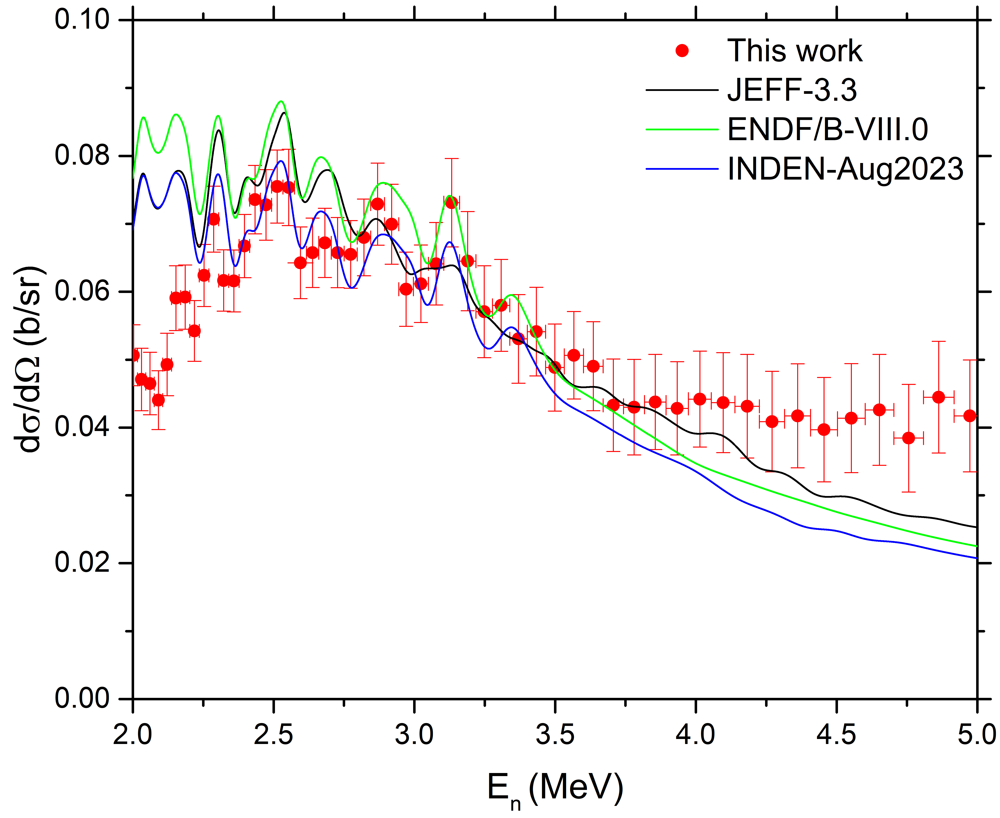 0.10
0.08
0.06
0.04
0.02
0.00
dσ/dΩ (b/sr)
This work
JEFF-3.3
ENDF/B-VIII.0
INDEN-Aug2023
2.0 2.5 3.0 3.5 4.0 4.5 5.0
En (MeV)